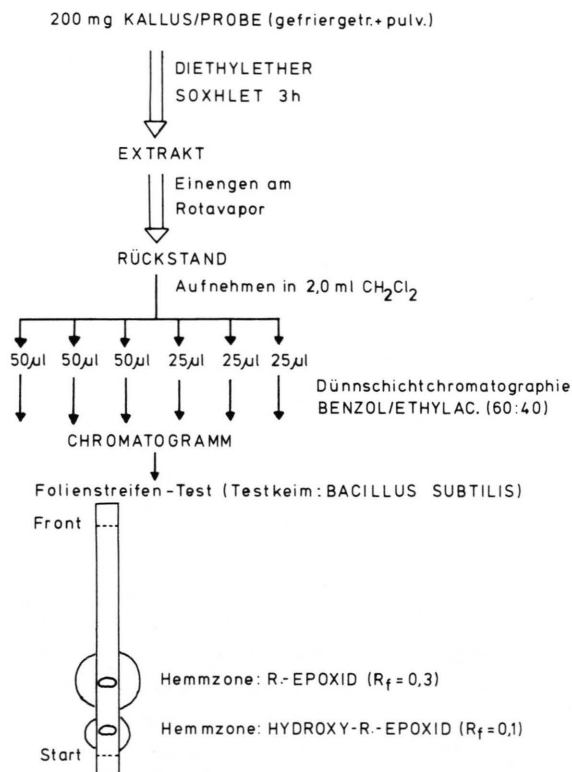 200 mg KALLUS/PROBE (gefriergetr.+ pulv.)
DIETHYLETHER
SOXHLET 3h
EXTRAKT
Einengen am
Rotavapor
RÜCKSTAND
Aufnehmen in 2,0 ml CH₂Cl₂
50µl 50µl 50µl 25µl 25µl 25µl
Dünnschichtchromatographie
BENZOL/ETHYLAC. (60:40)
CHROMATOGRAMM
Folienstreifen-Test (Testkeim: BACILLUS SUBTILIS)
Front
Hemmzone: R.-EPOXID (Rf = 0,3)
Hemmzone: HYDROXY-R.-EPOXID (Rf = 0,1)
Start